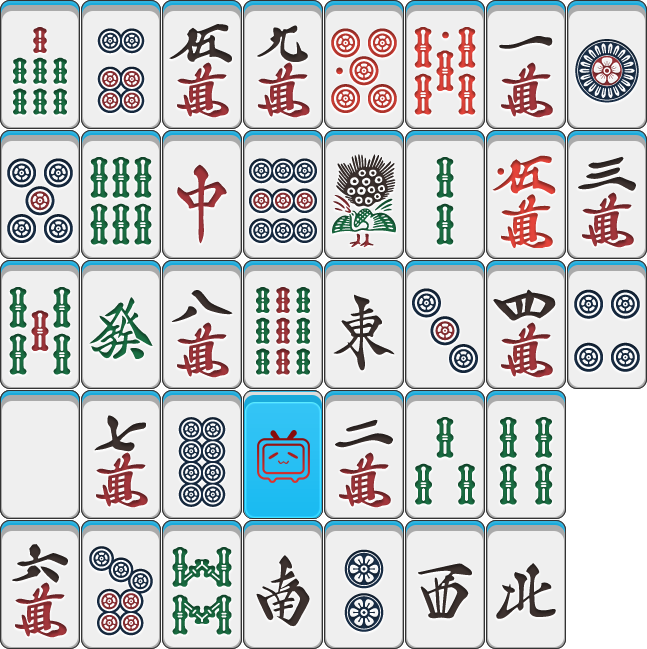 伍萬 九萬 一萬
中 伍萬 三萬
發 八萬 東 四萬
七萬 二萬
六萬 南 西 北